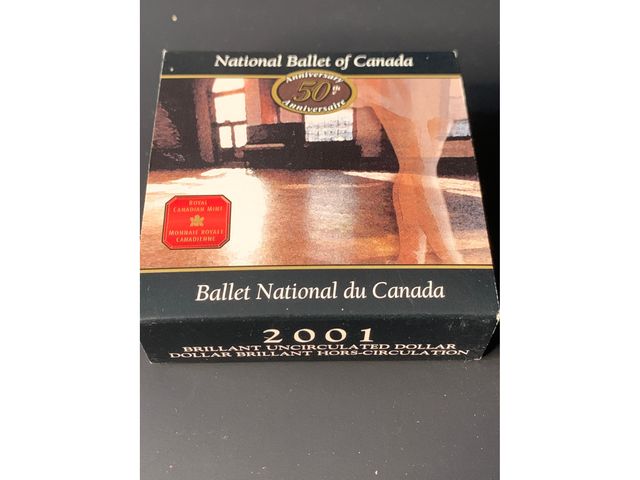 National Ballet of Canada
Anniversary
50th
e
Anniversaire
ROYAL
CANADIAN MINT
MONNAIE ROYALE
CANADIENNE
Ballet National du Canada
2001
BRILLANT UNCIRCULATED DOLLAR
DOLLAR BRILLANT HORS-CIRCULATION